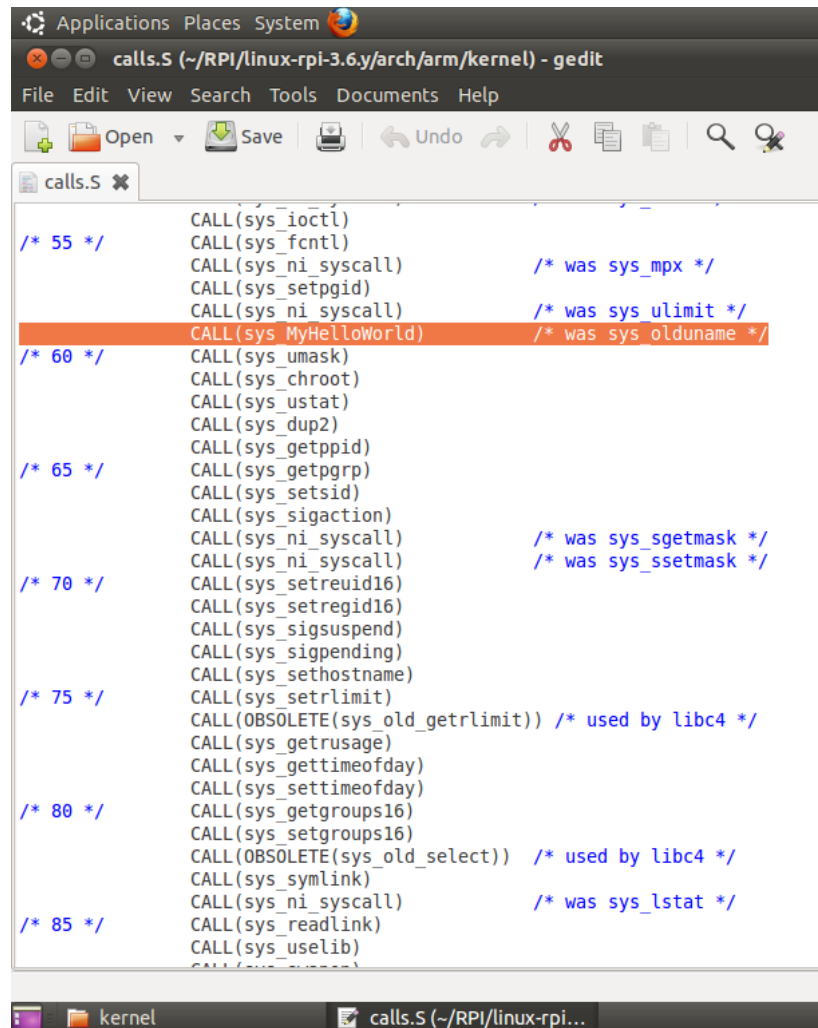 Applications Places System
calls.S (~/RPI/linux-rpi-3.6.y/arch/arm/kernel) - gedit
File Edit View Search Tools Documents Help
Open Save Undo
calls.S
CALL(sys_ioctl)
/* 55 */ CALL(sys_fcntl)
CALL(sys_ni_syscall) /* was sys_mpx */
CALL(sys_setpgid)
CALL(sys_ni_syscall) /* was sys_ulimit */
CALL(sys_MyHelloWorld) /* was sys_olduname */
/* 60 */ CALL(sys_umask)
CALL(sys_chroot)
CALL(sys_ustat)
CALL(sys_dup2)
CALL(sys_getppid)
/* 65 */ CALL(sys_getpgrp)
CALL(sys_setsid)
CALL(sys_sigaction)
CALL(sys_ni_syscall) /* was sys_sgetmask */
CALL(sys_ni_syscall) /* was sys_ssetmask */
/* 70 */ CALL(sys_setreuid16)
CALL(sys_setregid16)
CALL(sys_sigsuspend)
CALL(sys_sigpending)
CALL(sys_sethostname)
/* 75 */ CALL(sys_setrlimit)
CALL(OBSOLETE(sys_old_getrlimit)) /* used by libc4 */
CALL(sys_getrusage)
CALL(sys_gettimeofday)
CALL(sys_settimeofday)
/* 80 */ CALL(sys_getgroups16)
CALL(sys_setgroups16)
CALL(OBSOLETE(sys_old_select)) /* used by libc4 */
CALL(sys_symlink)
CALL(sys_ni_syscall) /* was sys_lstat */
/* 85 */ CALL(sys_readlink)
CALL(sys_uselib)
kernel calls.S (~/RPI/linux-rpi...